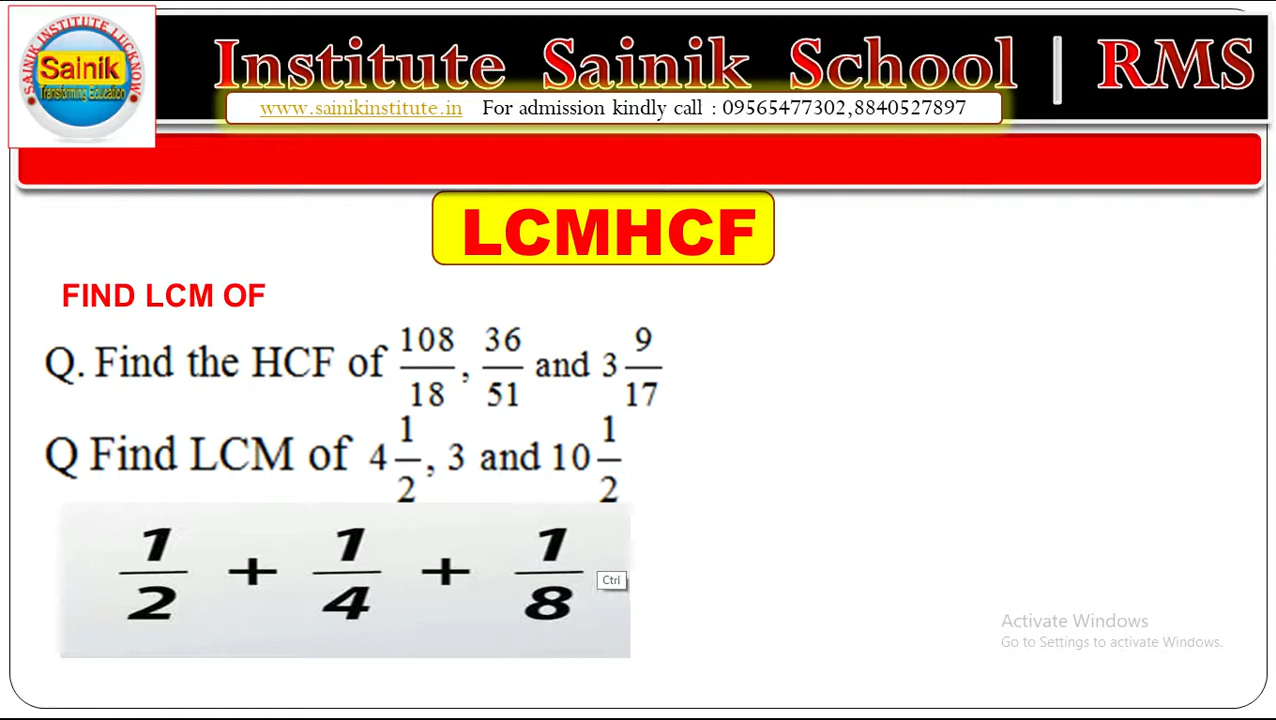 SAINIK INSTITUTE LUCKNOW
Sainik
Transforming Education
Institute Sainik School | RMS
www.sainikinstitute.in For admission kindly call : 09565477302,8840527897
LCMHCF
FIND LCM OF
Q. Find the HCF of 108/18, 36/51 and 3 9/17
Q Find LCM of 4 1/2, 3 and 10 1/2
1/2 + 1/4 + 1/8
Ctrl
Activate Windows
Go to Settings to activate Windows.